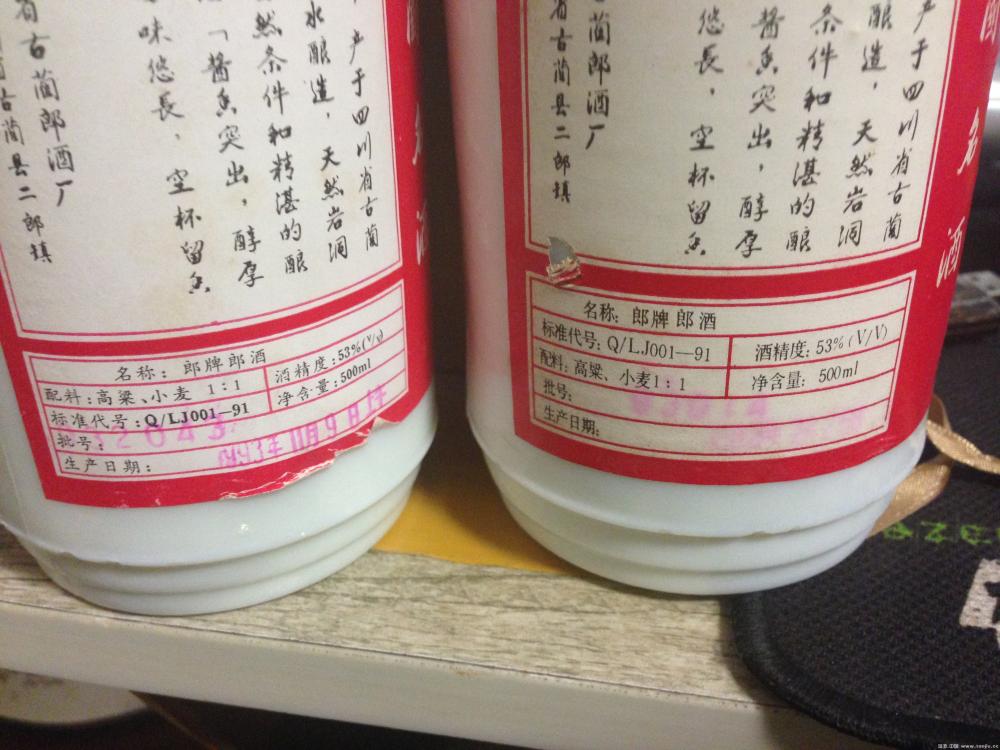 产于四川省古蔺
水酿造，天然岩洞
然条件和精湛的酿
「酱香突出，醇厚
味悠長，空杯留香
省古蔺郎酒厂
古蔺县二郎镇
名酒
名称：郎牌郎酒
配料：高粱、小麦 1：1
酒精度：53%(V/V)
标准代号：Q/LJ001—91
净含量：500ml
批号：
生产日期：
产于四川省古蔺
酿造，天然岩洞
条件和精湛的酿
酱香突出，醇厚
悠長，空杯留香
蔺郎酒厂
省古蔺县二郎镇
名酒
名称：郎牌郎酒
标准代号：Q/LJ001—91
酒精度：53%（V/V）
配料：高粱、小麦1：1
净含量：500ml
批号：
生产日期：